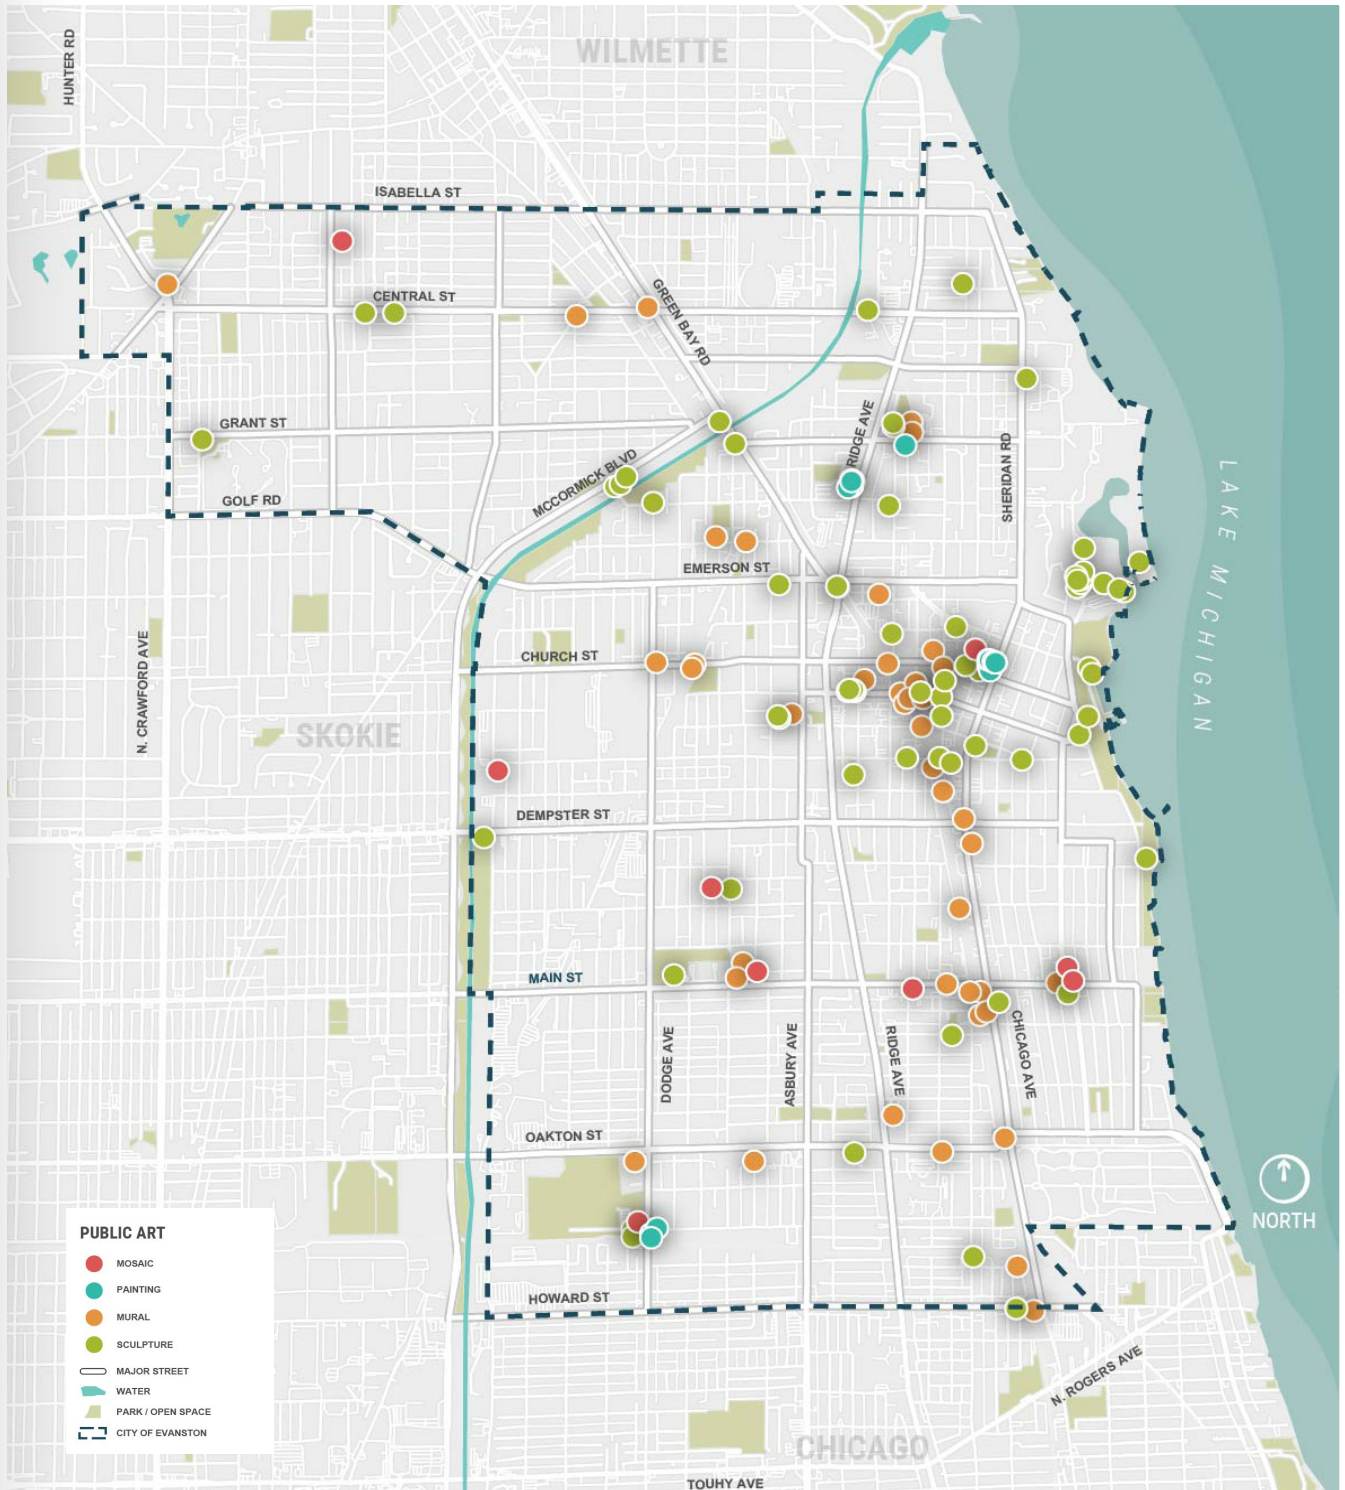 HUNTER RD
WILMETTE
ISABELLA ST
CENTRAL ST
GREEN BAY RD
GRANT ST
RIDGE AVE
MCCORMICK BLVD
SHERIDAN RD
GOLF RD
LAKE MICHIGAN
EMERSON ST
N. CRAWFORD AVE
CHURCH ST
SKOKIE
DEMPSTER ST
MAIN ST
DODGE AVE
ASBURY AVE
RIDGE AVE
CHICAGO AVE
OAKTON ST
NORTH
PUBLIC ART
MOSAIC
PAINTING
MURAL
SCULPTURE
MAJOR STREET
WATER
PARK / OPEN SPACE
CITY OF EVANSTON
HOWARD ST
N. ROGERS AVE
CHICAGO
TOUHY AVE